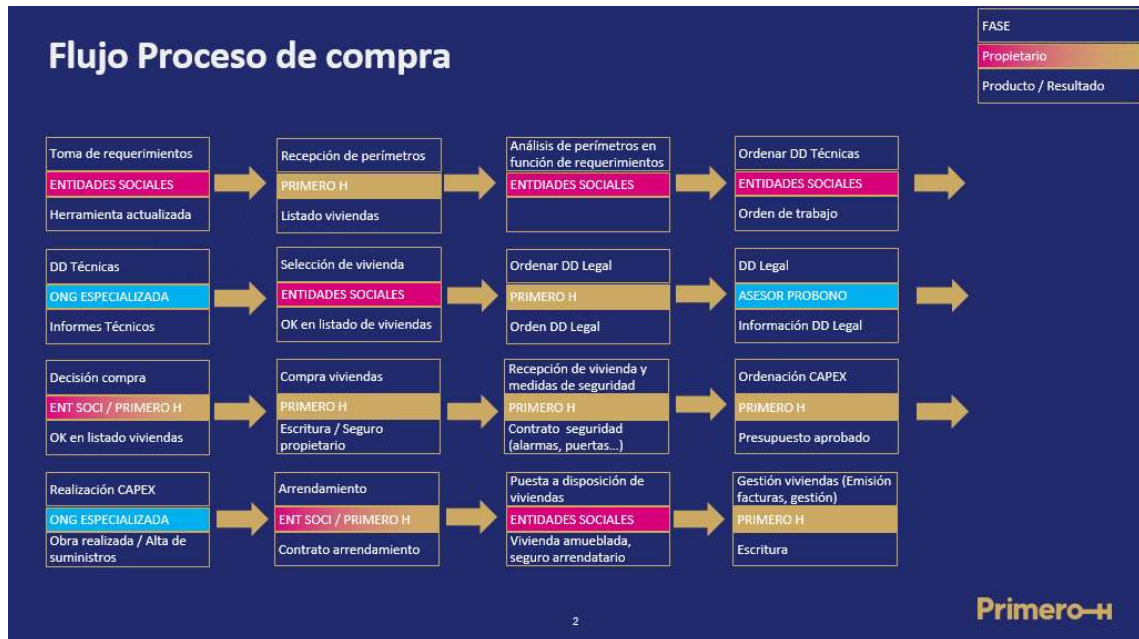 Flujo Proceso de compra
FASE
Propietario
Producto / Resultado
Toma de requerimientos
ENTIDADES SOCIALES
Herramienta actualizada
Recepción de perímetros
PRIMERO H
Listado viviendas
Análisis de perímetros en
función de requerimientos
ENTDIADES SOCIALES
Ordenar DD Técnicas
ENTIDADES SOCIALES
Orden de trabajo
DD Técnicas
ONG ESPECIALIZADA
Informes Técnicos
Selección de vivienda
ENTIDADES SOCIALES
OK en listado de viviendas
Ordenar DD Legal
PRIMERO H
Orden DD Legal
DD Legal
ASESOR PROBONO
Información DD Legal
Decisión compra
ENT SOCI / PRIMERO H
OK en listado viviendas
Compra viviendas
PRIMERO H
Escritura / Seguro
propietario
Recepción de vivienda y
medidas de seguridad
PRIMERO H
Contrato seguridad
(alarmas, puertas...)
Ordenación CAPEX
PRIMERO H
Presupuesto aprobado
Realización CAPEX
ONG ESPECIALIZADA
Obra realizada / Alta de
suministros
Arrendamiento
ENT SOCI / PRIMERO H
Contrato arrendamiento
Puesta a disposición de
viviendas
ENTIDADES SOCIALES
Vivienda amueblada,
seguro arrendatario
Gestión viviendas (Emisión
facturas, gestión)
PRIMERO H
Escritura
2
Primero H